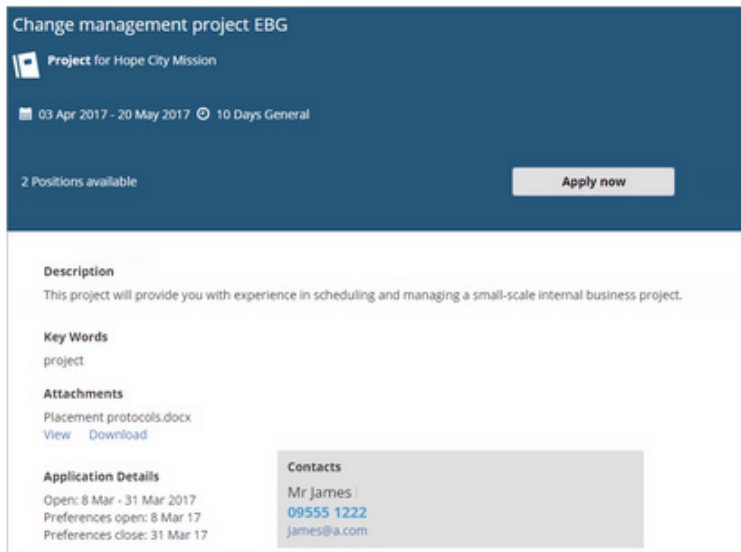 Change management project EBG
Project for Hope City Mission
03 Apr 2017 - 20 May 2017 10 Days General
2 Positions available
Apply now
Description
This project will provide you with experience in scheduling and managing a small-scale internal business project.
Key Words
project
Attachments
Placement protocols.docx
View Download
Application Details
Open: 8 Mar - 31 Mar 2017
Preferences open: 8 Mar 17
Preferences close: 31 Mar 17
Contacts
Mr James
09555 1222
James@a.com